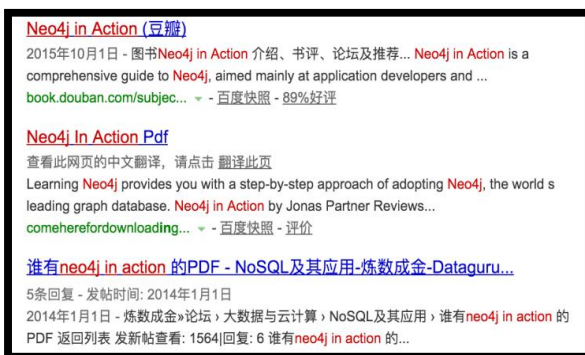 Neo4j in Action (豆瓣)
2015年10月1日 - 图书Neo4j in Action 介绍、书评、论坛及推荐... Neo4j in Action is a
comprehensive guide to Neo4j, aimed mainly at application developers and ...
book.douban.com/subjec... - 百度快照 - 89%好评
Neo4j In Action Pdf
查看此网页的中文翻译，请点击 翻译此页
Learning Neo4j provides you with a step-by-step approach of adopting Neo4j, the world s
leading graph database. Neo4j in Action by Jonas Partner Reviews...
comeherefordownloading... - 百度快照 - 评价
谁有neo4j in action 的PDF - NoSQL及其应用-炼数成金-Dataguru...
5条回复 - 发帖时间: 2014年1月1日
2014年1月1日 - 炼数成金»论坛 › 大数据与云计算 › NoSQL及其应用 › 谁有neo4j in action 的
PDF 返回列表 发新帖查看: 1564|回复: 6 谁有neo4j in action 的...